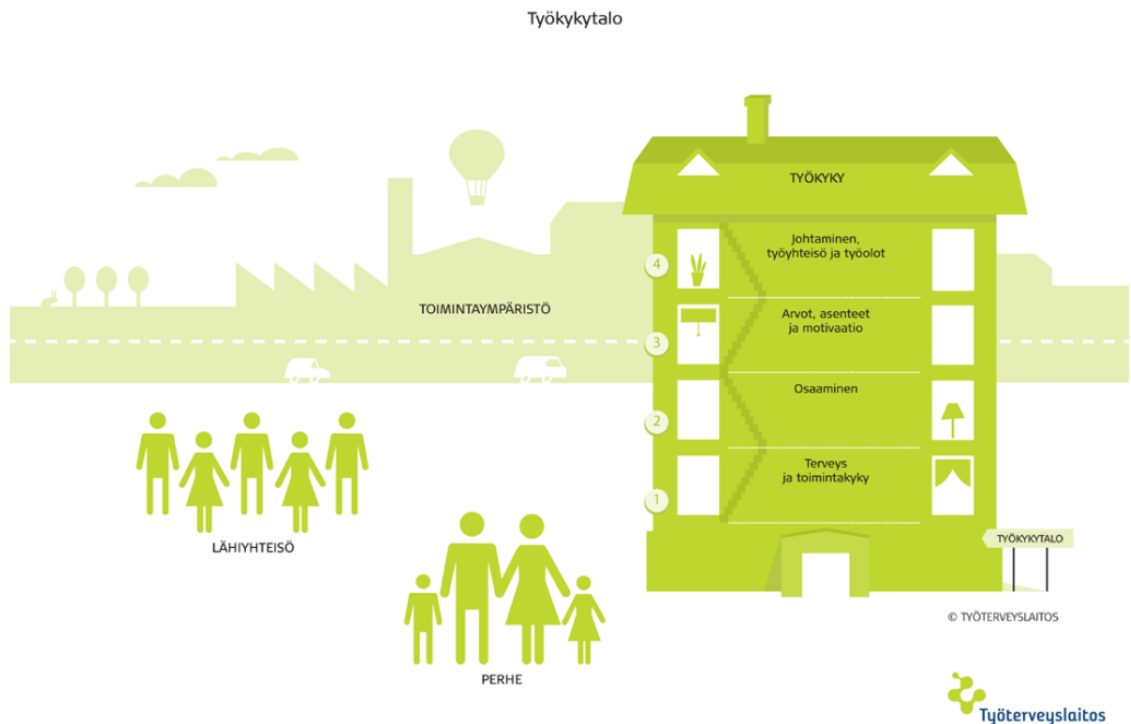 Työkykytalo
TYÖKYKY
Johtaminen,
työyhteisö ja työolot
4
TOIMINTAYMPÄRISTÖ
Arvot, asenteet
ja motivaatio
3
Osaaminen
2
Terveys
ja toimintakyky
1
LÄHIYHTEISÖ
TYÖKYKYTALO
© TYÖTERVEYSLAITOS
PERHE
Työterveyslaitos